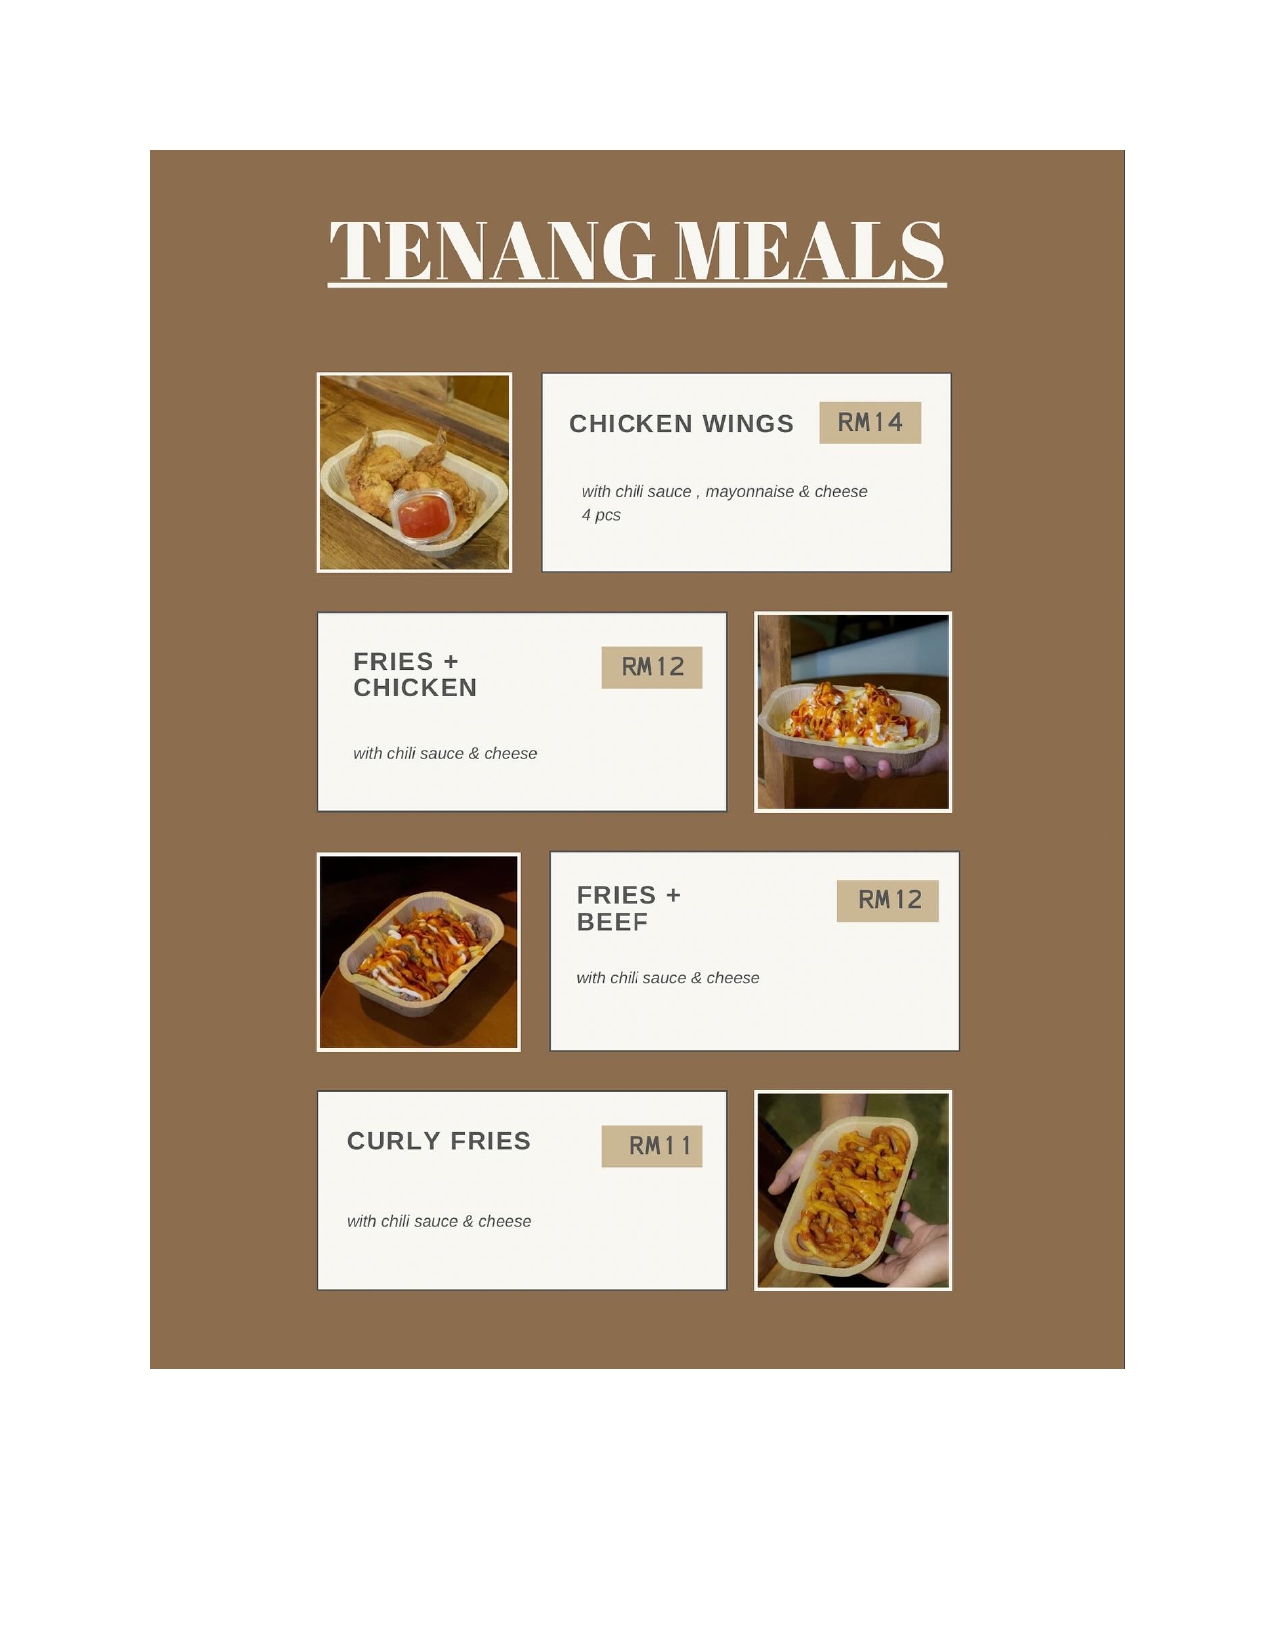 TENANG MEALS
CHICKEN WINGS RM14
with chili sauce , mayonnaise & cheese
4 pcs
FRIES + RM12
CHICKEN
with chili sauce & cheese
FRIES + RM12
BEEF
with chili sauce & cheese
CURLY FRIES RM11
with chili sauce & cheese